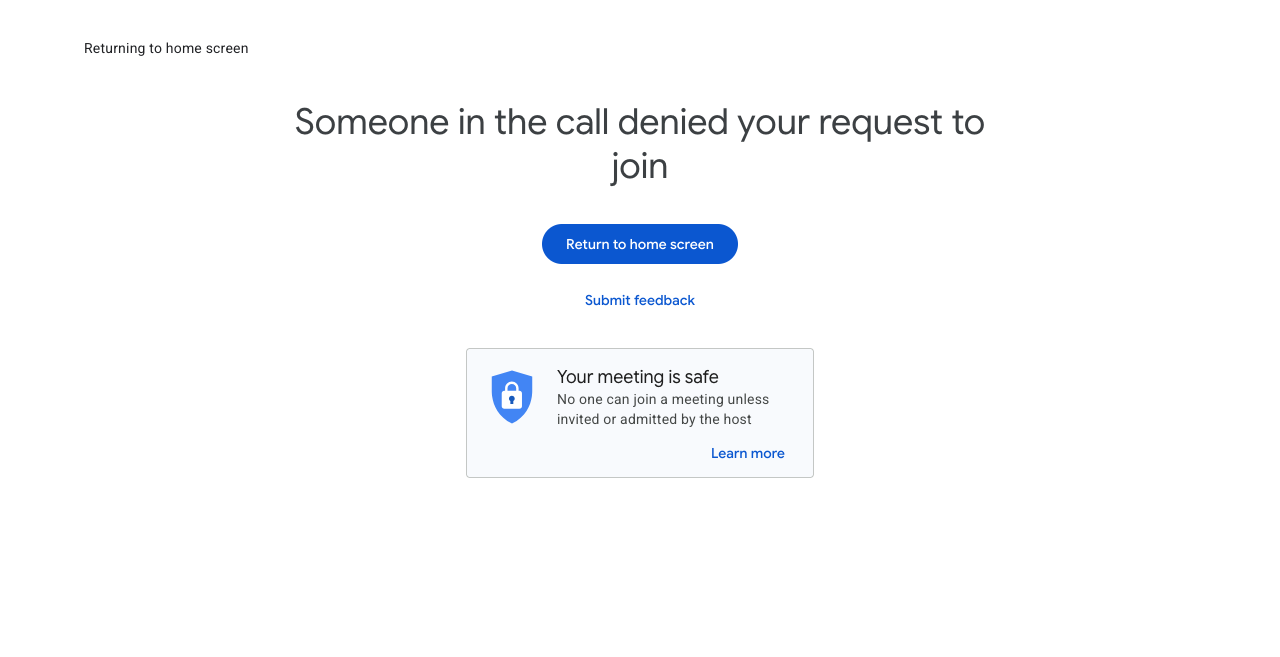 Returning to home screen
Someone in the call denied your request to
join
Return to home screen
Submit feedback
Your meeting is safe
No one can join a meeting unless
invited or admitted by the host
Learn more